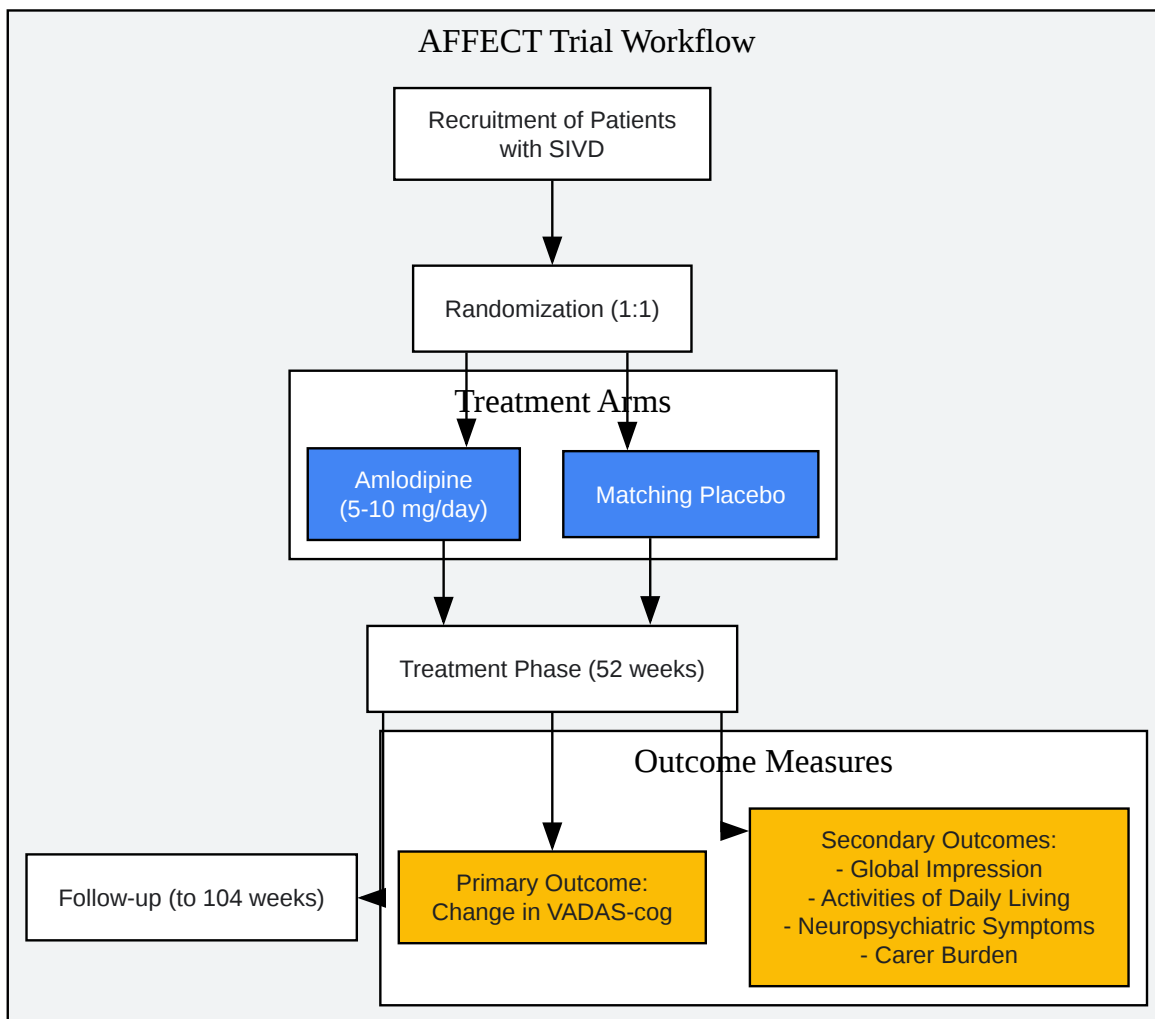 AFFECT Trial Workflow
Recruitment of Patients
with SIVD
Randomization (1:1)
Treatment Arms
Amlodipine
(5-10 mg/day)
Matching Placebo
Treatment Phase (52 weeks)
Outcome Measures
Follow-up (to 104 weeks)
Primary Outcome:
Change in VADAS-cog
Secondary Outcomes:
- Global Impression
- Activities of Daily Living
- Neuropsychiatric Symptoms
- Carer Burden